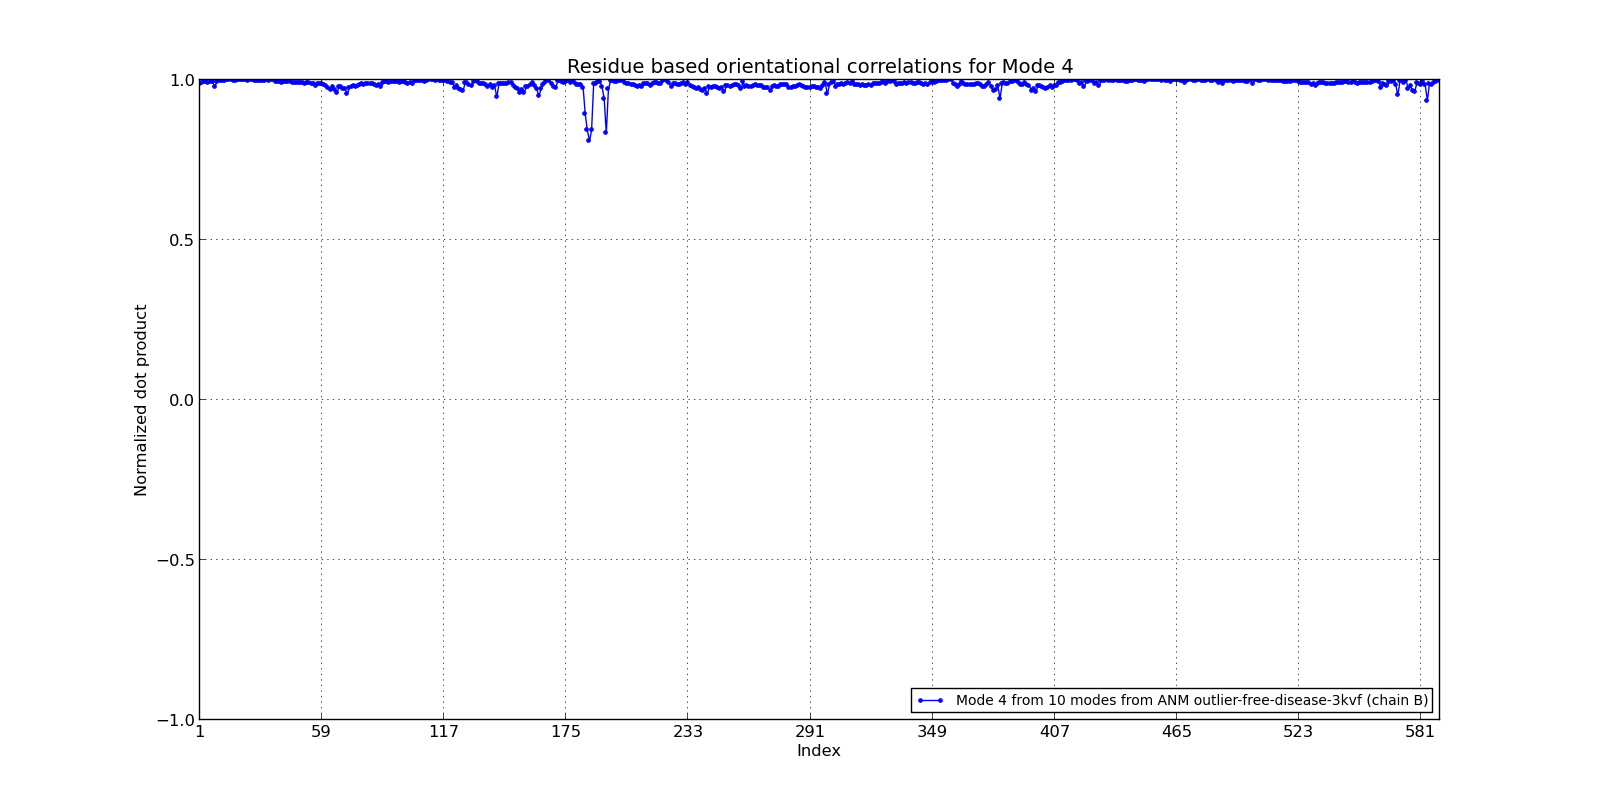 Residue based orientational correlations for Mode 4
1.0
0.5
0.0
−0.5
−1.0
Normalized dot product
Mode 4 from 10 modes from ANM outlier-free-disease-3kvf (chain B)
1 59 117 175 233 291 349 407 465 523 581
Index